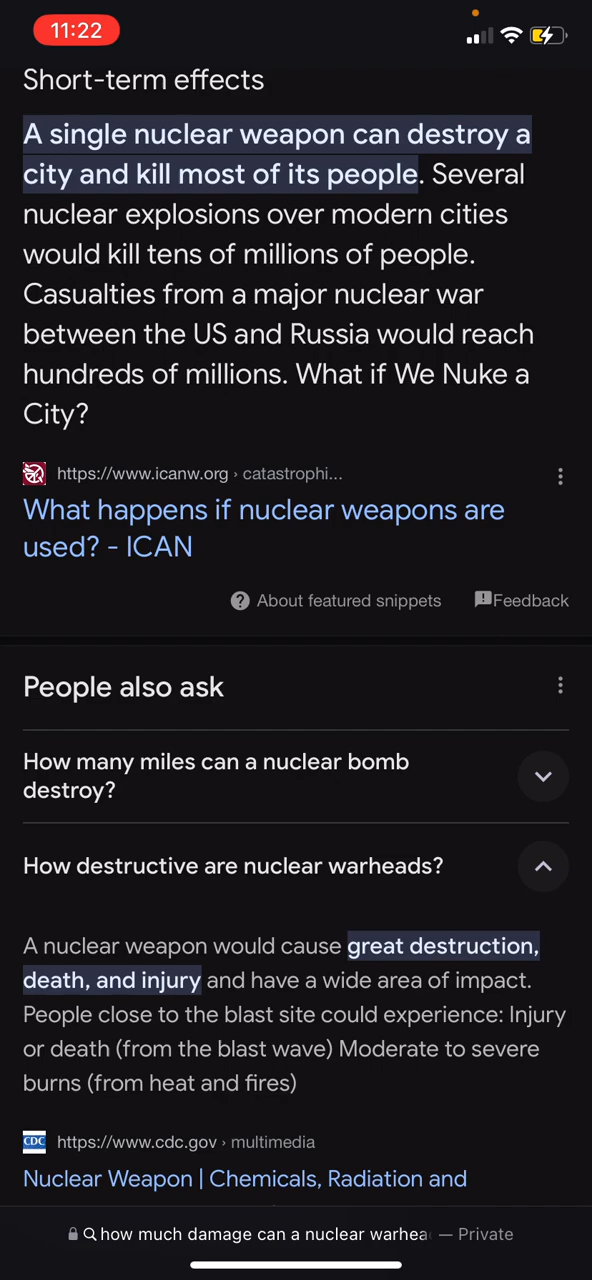 11:22
Short-term effects
A single nuclear weapon can destroy a
city and kill most of its people. Several
nuclear explosions over modern cities
would kill tens of millions of people.
Casualties from a major nuclear war
between the US and Russia would reach
hundreds of millions. What if We Nuke a
City?
https://www.icanw.org › catastrophi...
What happens if nuclear weapons are
used? - ICAN
About featured snippets Feedback
People also ask
How many miles can a nuclear bomb
destroy?
How destructive are nuclear warheads?
A nuclear weapon would cause great destruction,
death, and injury and have a wide area of impact.
People close to the blast site could experience: Injury
or death (from the blast wave) Moderate to severe
burns (from heat and fires)
CDC https://www.cdc.gov › multimedia
Nuclear Weapon | Chemicals, Radiation and
how much damage can a nuclear warhea — Private